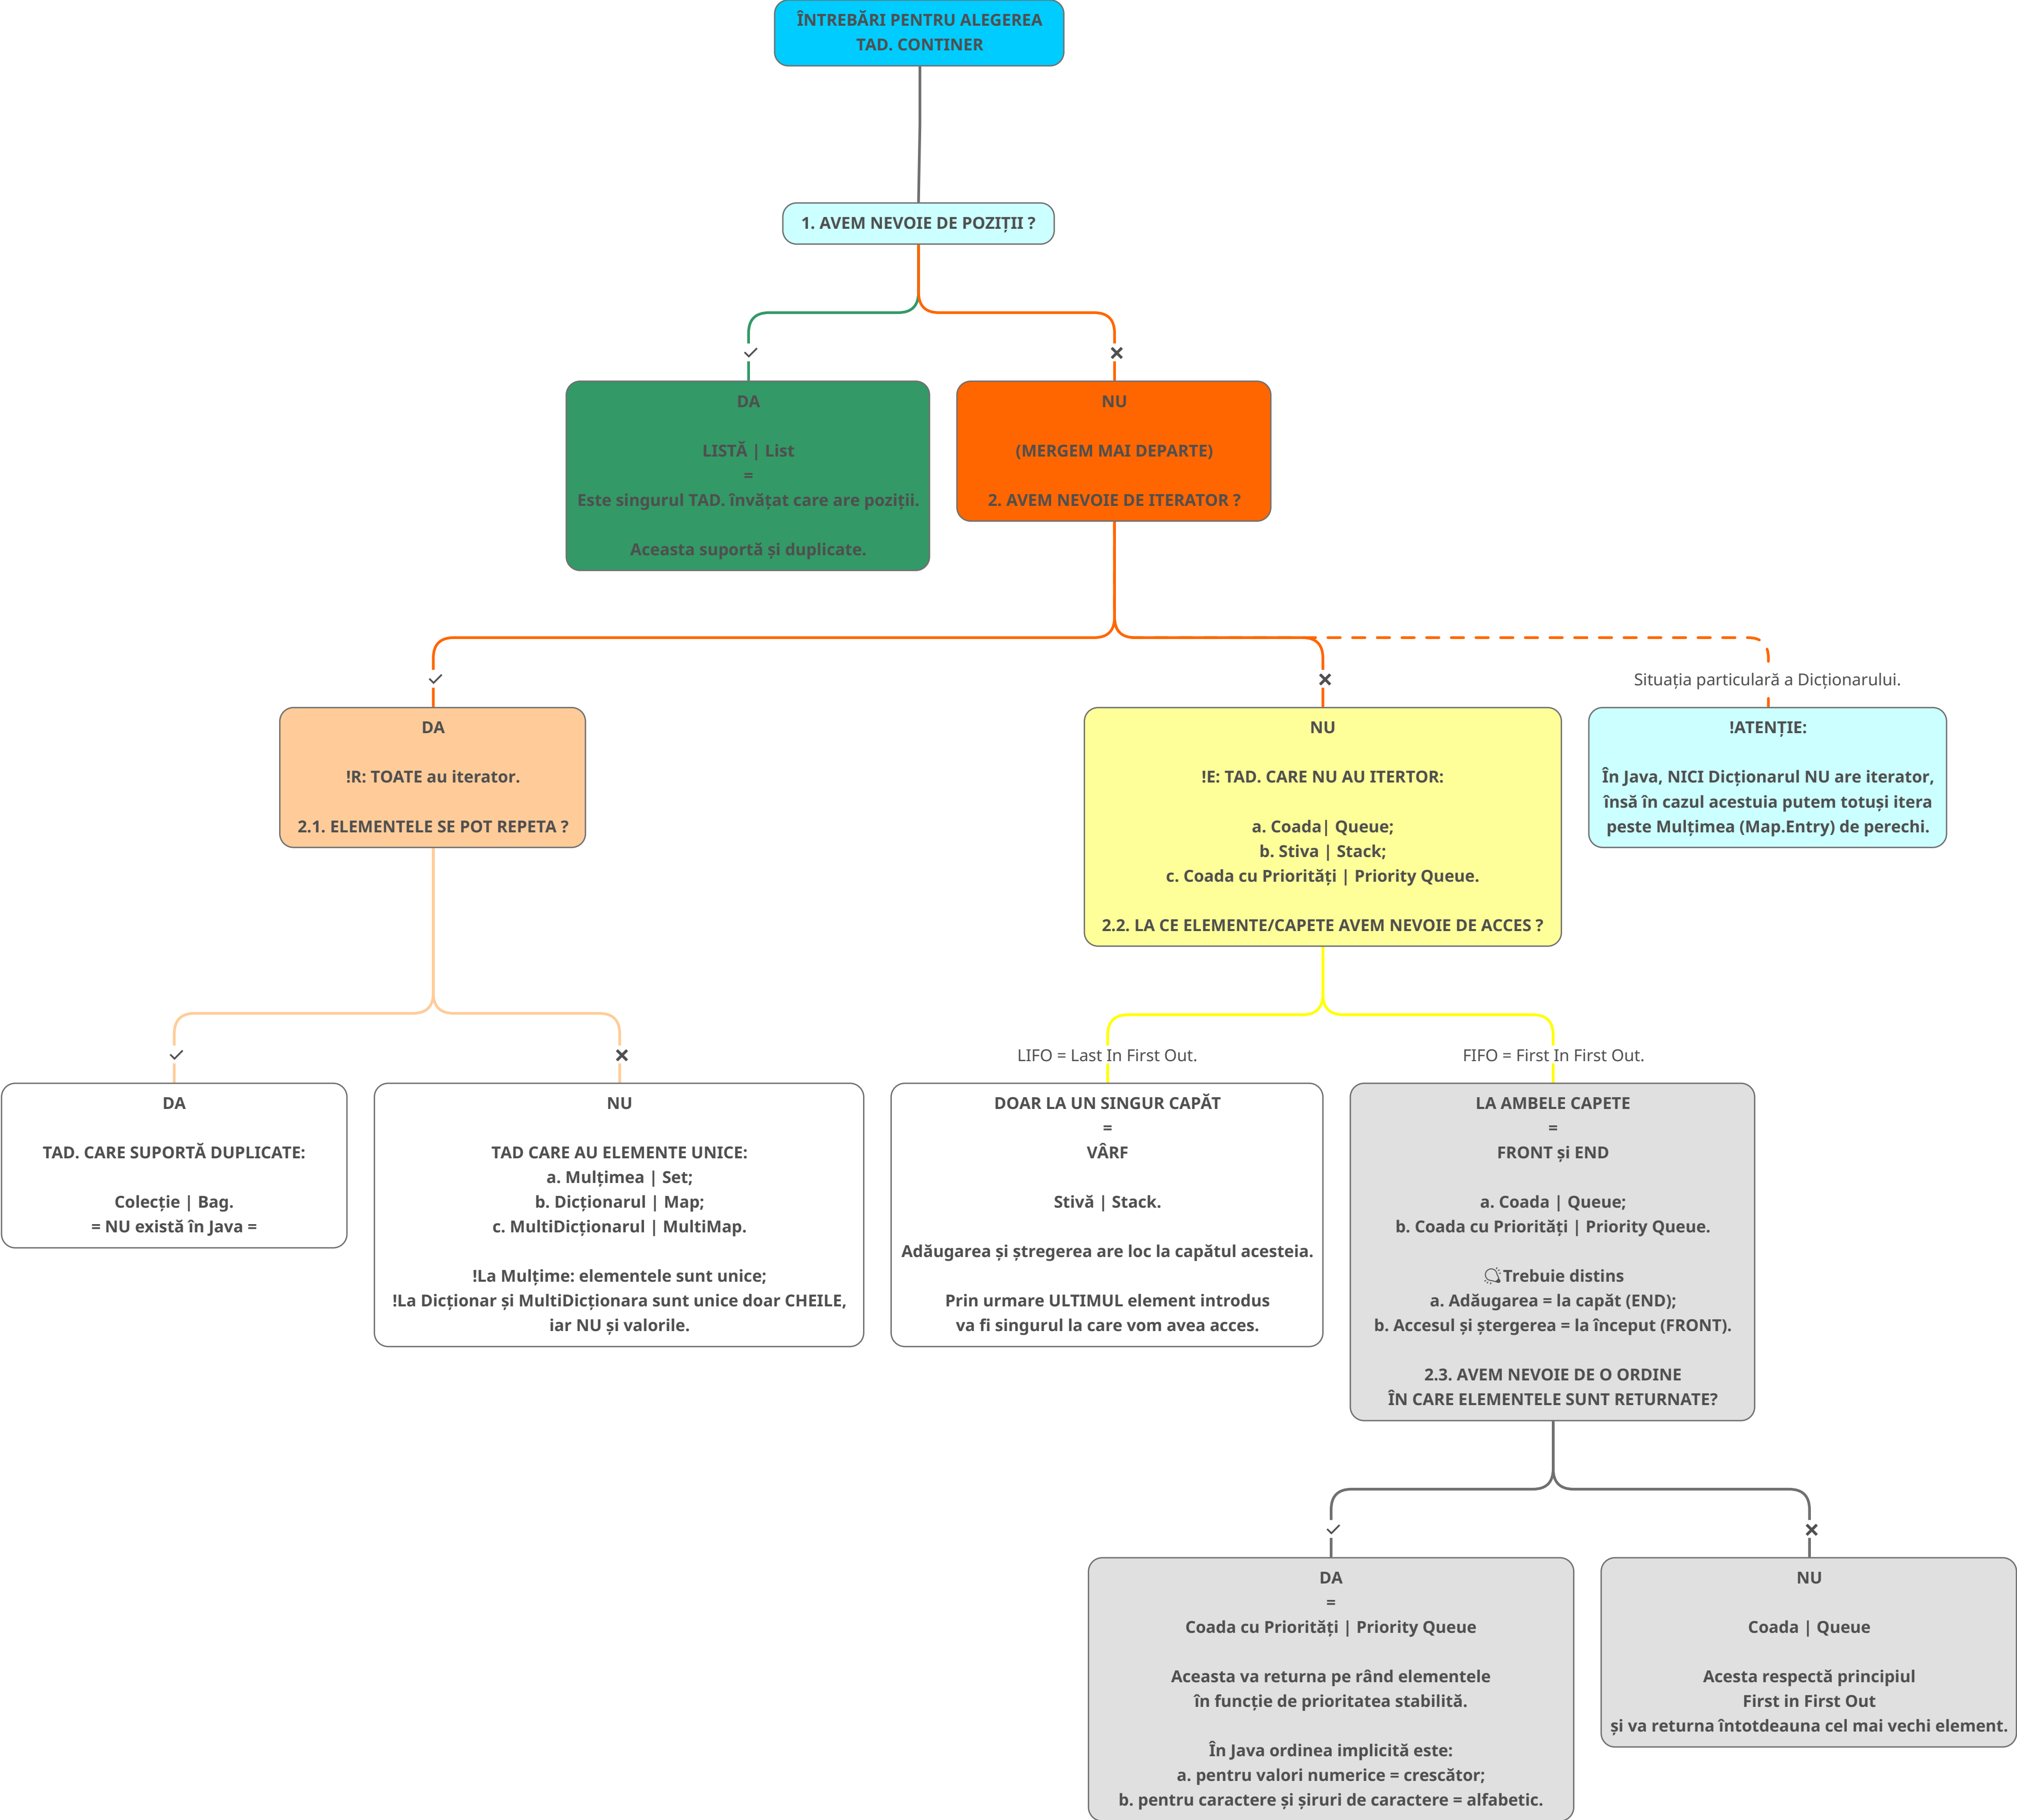 ÎNTREBĂRI PENTRU ALEGEREA
TAD. CONTINER
1. AVEM NEVOIE DE POZIȚII ?
DA
LISTĂ | List
=
Este singurul TAD. învățat care are poziții.
Aceasta suportă și duplicate.
NU
(MERGEM MAI DEPARTE)
2. AVEM NEVOIE DE ITERATOR ?
DA
!R: TOATE au iterator.
2.1. ELEMENTELE SE POT REPETA ?
NU
!E: TAD. CARE NU AU ITERTOR:
a. Coada| Queue;
b. Stiva | Stack;
c. Coada cu Priorități | Priority Queue.
2.2. LA CE ELEMENTE/CAPETE AVEM NEVOIE DE ACCES ?
Situația particulară a Dicționarului.
!ATENȚIE:
În Java, NICI Dicționarul NU are iterator,
însă în cazul acestuia putem totuși itera
peste Mulțimea (Map.Entry) de perechi.
DA
TAD. CARE SUPORTĂ DUPLICATE:
Colecție | Bag.
= NU există în Java =
NU
TAD CARE AU ELEMENTE UNICE:
a. Mulțimea | Set;
b. Dicționarul | Map;
c. MultiDicționarul | MultiMap.
!La Mulțime: elementele sunt unice;
!La Dicționar și MultiDicționara sunt unice doar CHEILE,
iar NU și valorile.
LIFO = Last In First Out.
DOAR LA UN SINGUR CAPĂT
=
VÂRF
Stivă | Stack.
Adăugarea și ștregerea are loc la capătul acesteia.
Prin urmare ULTIMUL element introdus
va fi singurul la care vom avea acces.
FIFO = First In First Out.
LA AMBELE CAPETE
=
FRONT și END
a. Coada | Queue;
b. Coada cu Priorități | Priority Queue.
Trebuie distins
a. Adăugarea = la capăt (END);
b. Accesul și ștergerea = la început (FRONT).
2.3. AVEM NEVOIE DE O ORDINE
ÎN CARE ELEMENTELE SUNT RETURNATE?
DA
=
Coada cu Priorități | Priority Queue
Aceasta va returna pe rând elementele
în funcție de prioritatea stabilită.
În Java ordinea implicită este:
a. pentru valori numerice = crescător;
b. pentru caractere și șiruri de caractere = alfabetic.
NU
Coada | Queue
Acesta respectă principiul
First in First Out
și va returna întotdeauna cel mai vechi element.